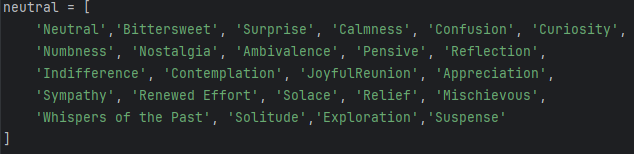 neutral = [
'Neutral','Bittersweet', 'Surprise', 'Calmness', 'Confusion', 'Curiosity',
'Numbness', 'Nostalgia', 'Ambivalence', 'Pensive', 'Reflection',
'Indifference', 'Contemplation', 'JoyfulReunion', 'Appreciation',
'Sympathy', 'Renewed Effort', 'Solace', 'Relief', 'Mischievous',
'Whispers of the Past', 'Solitude','Exploration','Suspense'
]